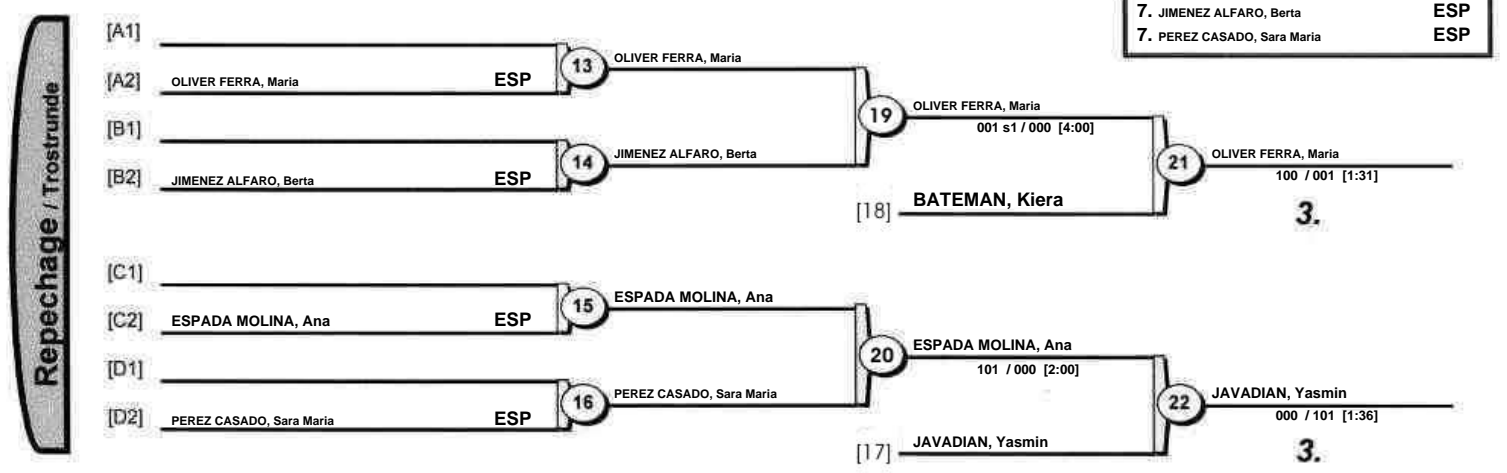 7. JIMENEZ ALFARO, Berta ESP
7. PEREZ CASADO, Sara Maria ESP
Repechage / Trostrunde
[A1]
[A2] OLIVER FERRA, Maria ESP
13 OLIVER FERRA, Maria
[B1]
[B2] JIMENEZ ALFARO, Berta ESP
14 JIMENEZ ALFARO, Berta
19 OLIVER FERRA, Maria
001 s1 / 000 [4:00]
[18] BATEMAN, Kiera
21 OLIVER FERRA, Maria
100 / 001 [1:31]
3.
[C1]
[C2] ESPADA MOLINA, Ana ESP
15 ESPADA MOLINA, Ana
[D1]
[D2] PEREZ CASADO, Sara Maria ESP
16 PEREZ CASADO, Sara Maria
20 ESPADA MOLINA, Ana
101 / 000 [2:00]
[17] JAVADIAN, Yasmin
22 JAVADIAN, Yasmin
000 / 101 [1:36]
3.